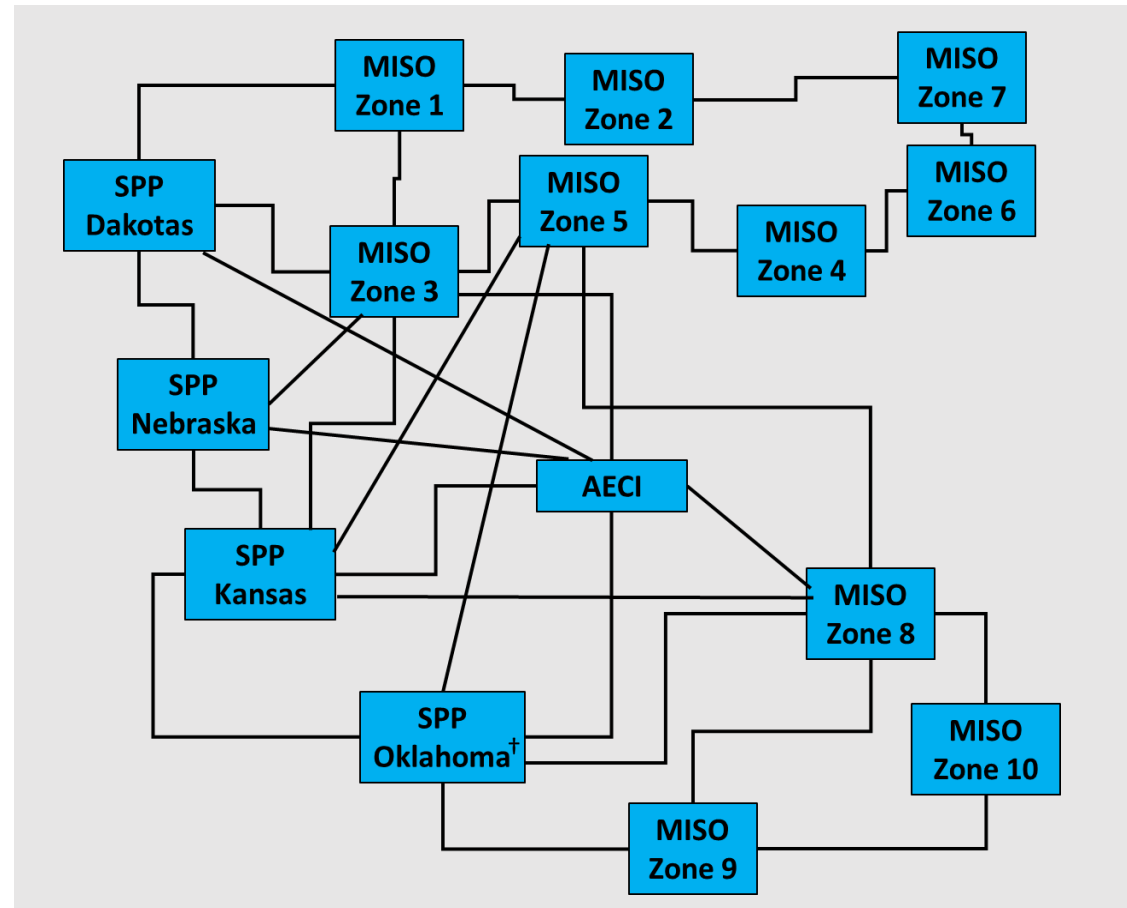 MISO
Zone 1
MISO
Zone 2
MISO
Zone 7
SPP
Dakotas
MISO
Zone 5
MISO
Zone 6
MISO
Zone 4
MISO
Zone 3
SPP
Nebraska
AECI
SPP
Kansas
MISO
Zone 8
SPP
Oklahoma†
MISO
Zone 10
MISO
Zone 9